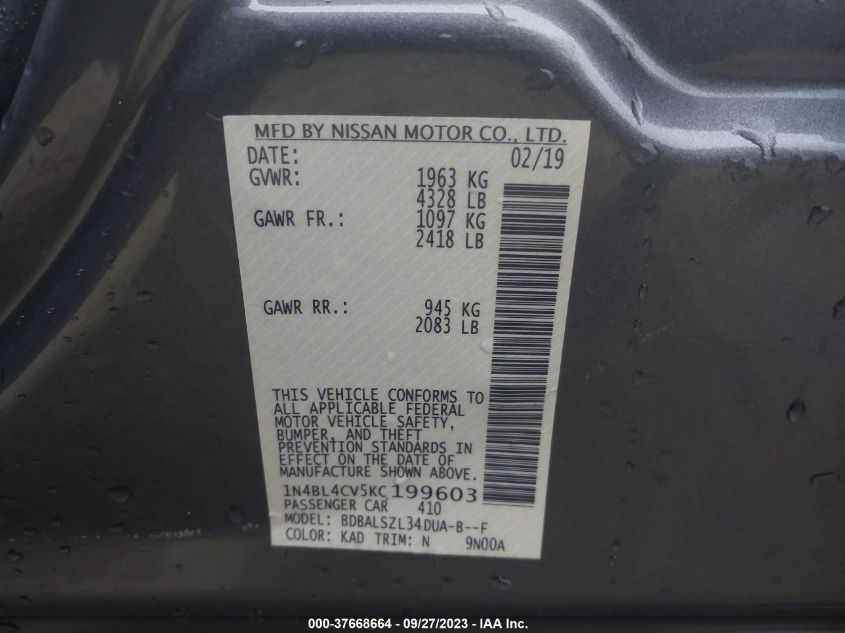 MFD BY NISSAN MOTOR CO., LTD.
DATE: 02/19
GVWR: 1963 KG
4328 LB
GAWR FR.: 1097 KG
2418 LB
GAWR RR.: 945 KG
2083 LB
THIS VEHICLE CONFORMS TO
ALL APPLICABLE FEDERAL
MOTOR VEHICLE SAFETY,
BUMPER, AND THEFT
PREVENTION STANDARDS IN
EFFECT ON THE DATE OF
MANUFACTURE SHOWN ABOVE.
1N4BL4CV5KC199603
PASSENGER CAR 410
MODEL: BDBALSZL34DUA-B--F
COLOR: KAD TRIM: N 9N00A
000-37668664 - 09/27/2023 - IAA Inc.